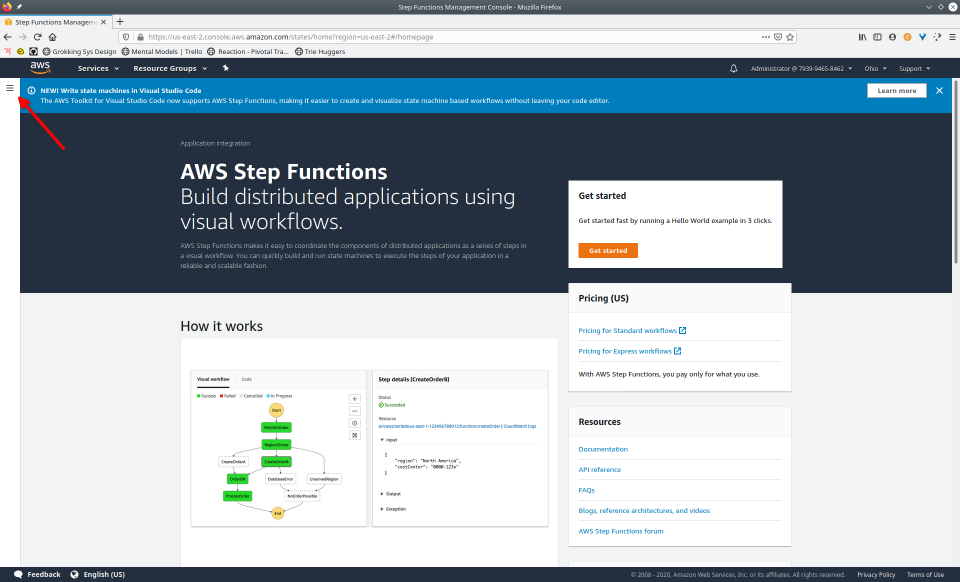 Step Functions Management Console - Mozilla Firefox
Step Functions Manageme
https://us-east-2.console.aws.amazon.com/states/home?region=us-east-2#/homepage
Grokking Sys Design
Mental Models | Trello
Reaction - Pivotal Tra...
Trie Huggers
aws
Services
Resource Groups
Administrator @ 7939-9465-8462
Ohio
Support
NEW! Write state machines in Visual Studio Code
The AWS Toolkit for Visual Studio Code now supports AWS Step Functions, making it easier to create and visualize state machine based workflows without leaving your code editor.
Learn more
Application integration
AWS Step Functions
Build distributed applications using
visual workflows.
AWS Step Functions makes it easy to coordinate the components of distributed applications as a series of steps in
a visual workflow. You can quickly build and run state machines to execute the steps of your application in a
reliable and scalable fashion.
Get started
Get started fast by running a Hello World example in 3 clicks.
Get started
Pricing (US)
Pricing for Standard workflows
Pricing for Express workflows
With AWS Step Functions, you pay only for what you use.
How it works
Visual workflow
Code
Success
Failed
Cancelled
In Progress
Start
RegionChoice
CreateOrderA
CreateOrderB
OrderOK
DatabaseError
UnservedRegion
ProcessOrder
NoOrderPossible
End
Step details (CreateOrderB)
Status
Succeeded
Resource
arn:aws:lambda:us-east-1:123456789012:function:createOrder | CloudWatch logs
Input
{
"region": "North America",
"costCenter": "0000-123x"
}
Output
Exception
Resources
Documentation
API reference
FAQs
Blogs, reference architectures, and videos
AWS Step Functions forum
Feedback
English (US)
© 2008 - 2020, Amazon Web Services, Inc. or its affiliates. All rights reserved.
Privacy Policy
Terms of Use